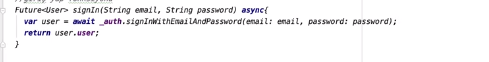 Future<User> signIn(String email, String password) async{
var user = await _auth.signInWithEmailAndPassword(email: email, password: password);
return user.user;
}